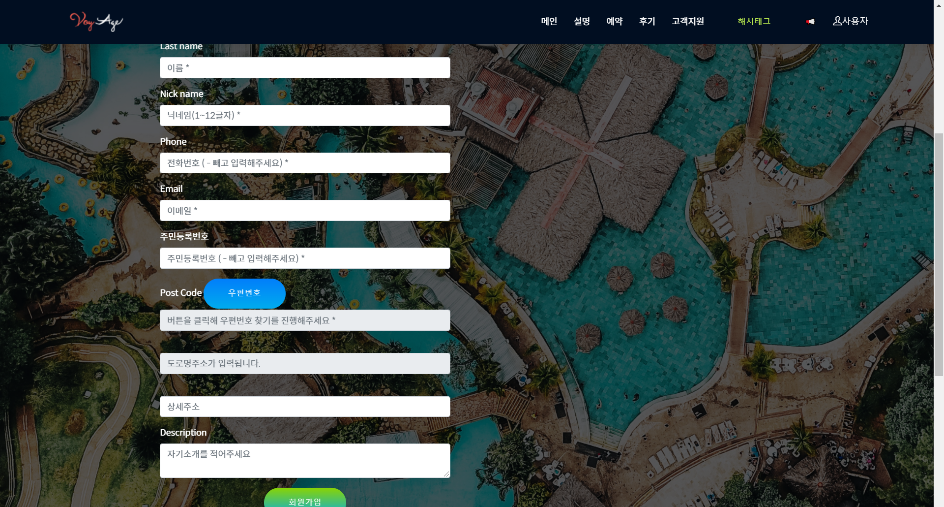 Voy Age
메인 설명 예약 후기 고객지원 해시태그 사용자
Last name
이름 *
Nick name
닉네임(1~12글자) *
Phone
전화번호 ( - 빼고 입력해주세요) *
Email
이메일 *
주민등록번호
주민등록번호 ( - 빼고 입력해주세요) *
Post Code 우편번호
버튼을 클릭해 우편번호 찾기를 진행해주세요 *
도로명주소가 입력됩니다.
상세주소
Description
자기소개를 적어주세요
회원가입